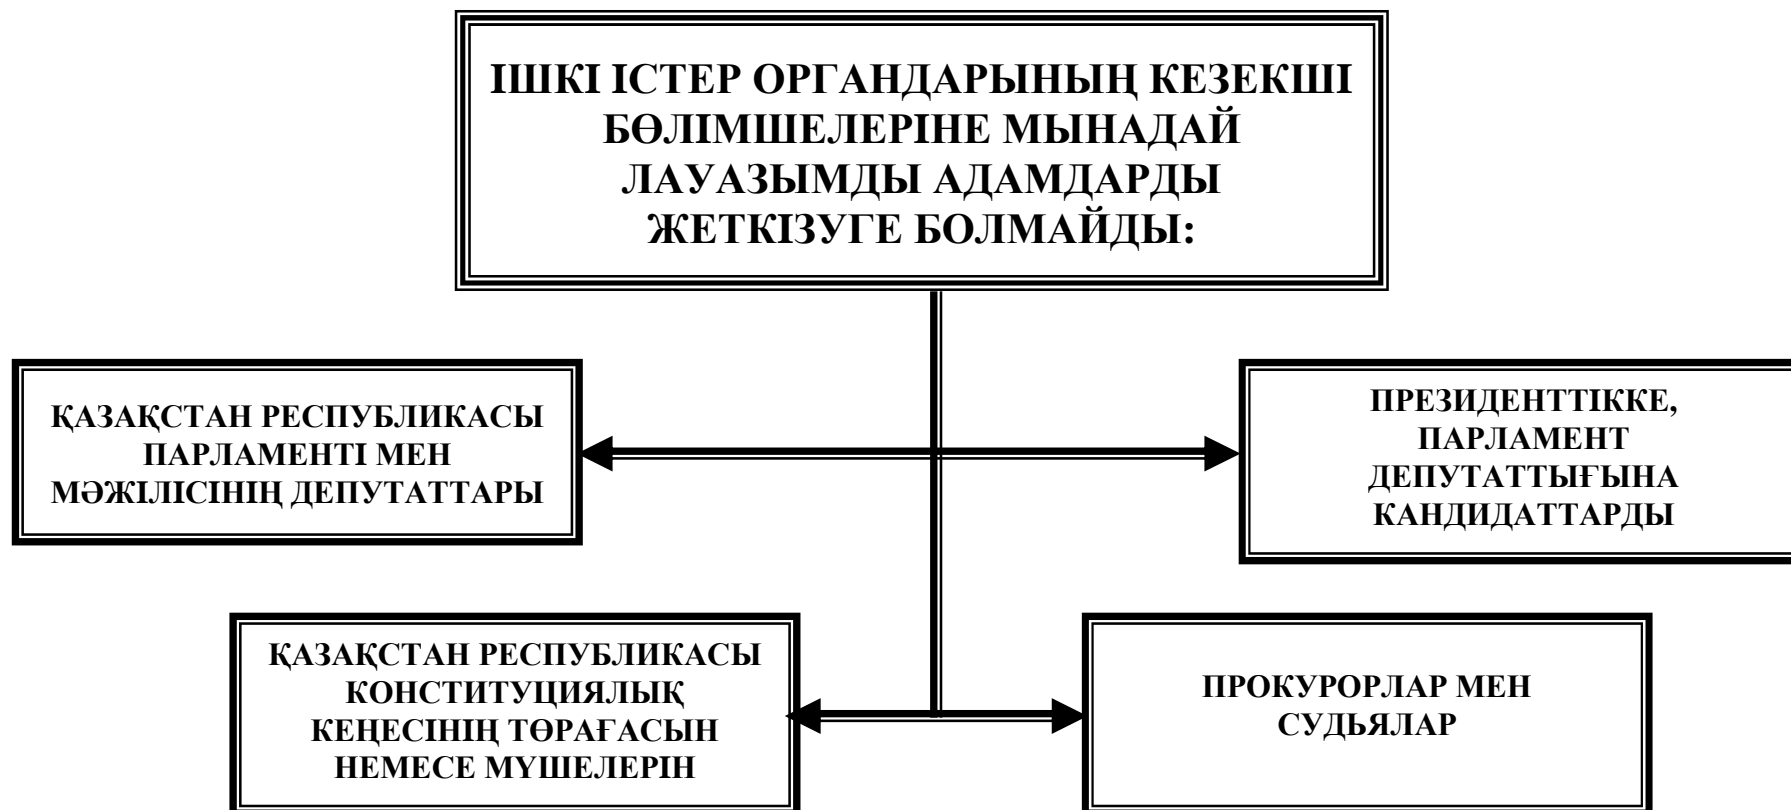 ІШКІ ІСТЕР ОРГАНДАРЫНЫҢ КЕЗЕКШІ
БӨЛІМШЕЛЕРІНЕ МЫНАДАЙ
ЛАУАЗЫМДЫ АДАМДАРДЫ
ЖЕТКІЗУГЕ БОЛМАЙДЫ:
ҚАЗАҚСТАН РЕСПУБЛИКАСЫ
ПАРЛАМЕНТІ МЕН
МӘЖІЛІСІНІҢ ДЕПУТАТТАРЫ
ПРЕЗИДЕНТТІККЕ,
ПАРЛАМЕНТ
ДЕПУТАТТЫҒЫНА
КАНДИДАТТАРДЫ
ҚАЗАҚСТАН РЕСПУБЛИКАСЫ
КОНСТИТУЦИЯЛЫҚ
КЕҢЕСІНІҢ ТӨРАҒАСЫН
НЕМЕСЕ МҮШЕЛЕРІН
ПРОКУРОРЛАР МЕН
СУДЬЯЛАР